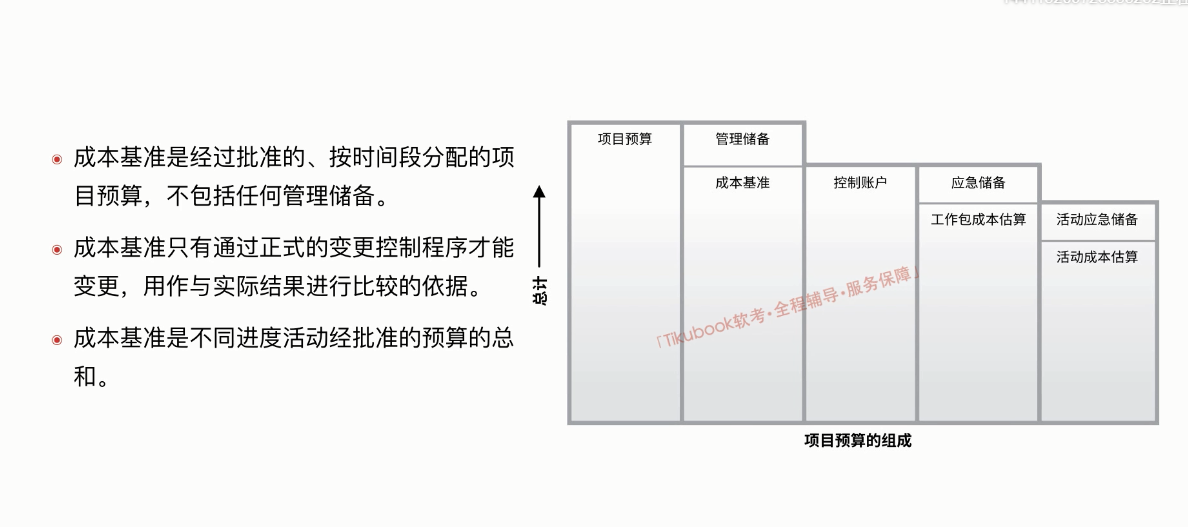 成本基准是经过批准的、按时间段分配的项
目预算，不包括任何管理储备。
成本基准只有通过正式的变更控制程序才能
变更，用作与实际结果进行比较的依据。
成本基准是不同进度活动经批准的预算的总
和。
总计
项目预算
管理储备
成本基准
控制账户
应急储备
工作包成本估算
活动应急储备
活动成本估算
「Tikubook软考·全程辅导·服务保障」
项目预算的组成